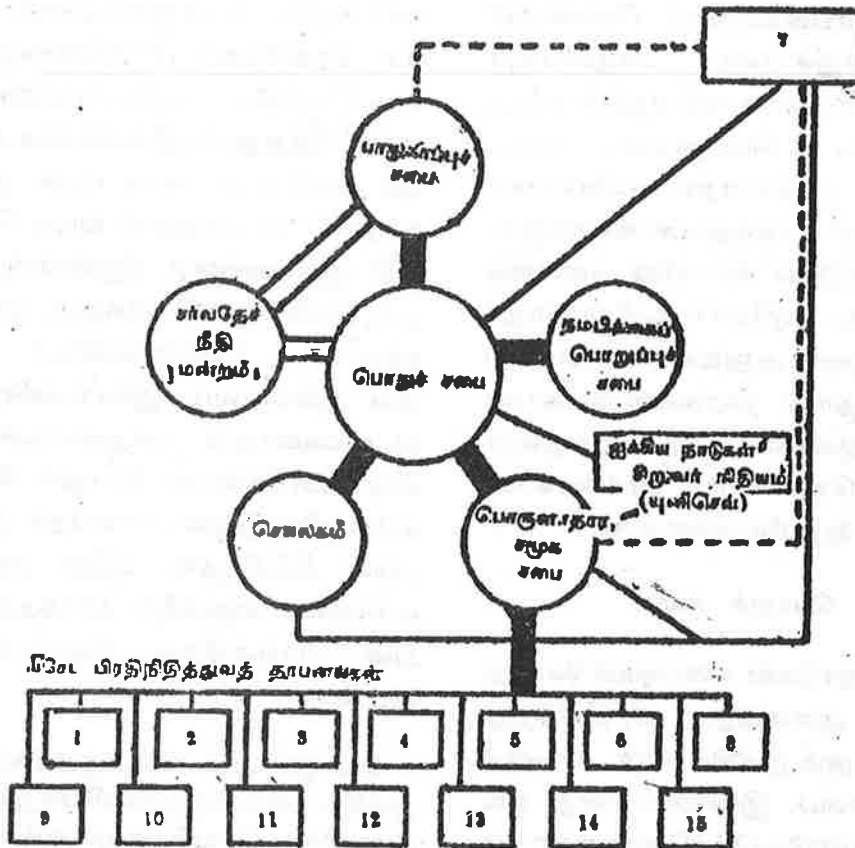 7
பாதுகாப்புச்
சபை
சர்வதேச
நீதி
மன்றம்
பொதுச் சபை
நம்பிக்கைப்
பொறுப்புச்
சபை
ஐக்கிய நாடுகள்
சிறுவர் நிதியம்
(யுனிசெவ்)
செயலகம்
பொருளாதார,
சமூக
சபை
விசேட பிரதிநிதித்துவத் தாபனங்கள்
1 2 3 4 5 6 8
9 10 11 12 13 14 15